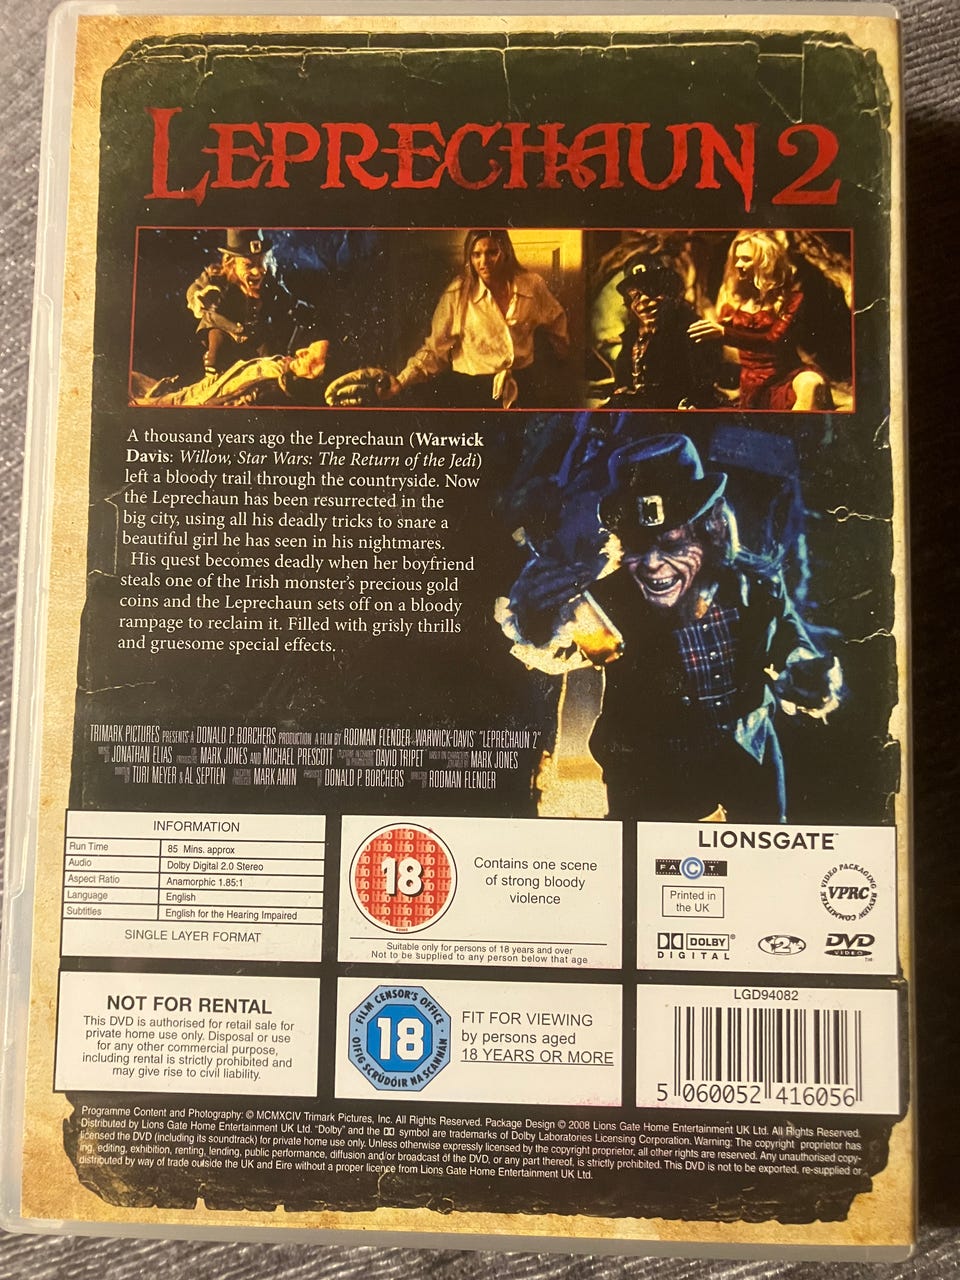 LEPRECHAUN 2
A thousand years ago the Leprechaun (Warwick
Davis: Willow, Star Wars: The Return of the Jedi)
left a bloody trail through the countryside. Now
the Leprechaun has been resurrected in the
big city, using all his deadly tricks to snare a
beautiful girl he has seen in his nightmares.
His quest becomes deadly when her boyfriend
steals one of the Irish monster's precious gold
coins and the Leprechaun sets off on a bloody
rampage to reclaim it. Filled with grisly thrills
and gruesome special effects.
TRIMARK PICTURES PRESENTS A DONALD P. BORCHERS PRODUCTION A FILM BY RODMAN FLENDER WARWICK DAVIS "LEPRECHAUN 2"
JONATHAN ELIAS MARK JONES AND MICHAEL PRESCOTT DAVID TRIPET MARK JONES
TURI MEYER & AL SEPTIEN MARK AMIN DONALD P. BORCHERS RODMAN FLENDER
INFORMATION
Run Time 85 Mins. approx
Audio Dolby Digital 2.0 Stereo
Aspect Ratio Anamorphic 1.85:1
Language English
Subtitles English for the Hearing Impaired
SINGLE LAYER FORMAT
18
Contains one scene
of strong bloody
violence
Suitable only for persons of 18 years and over
Not to be supplied to any person below that age
LIONSGATE
FACT
Printed in
the UK
VIDEO PACKAGING REVIEW COMMITTEE
VPRC
DOLBY
DIGITAL
2
DVD
VIDEO
TM
NOT FOR RENTAL
This DVD is authorised for retail sale for
private home use only. Disposal or use
for any other commercial purpose,
including rental is strictly prohibited and
may give rise to civil liability.
FILM CENSOR'S OFFICE
18
OIFIG SCRÚDÓIR NA SCANNÁN
FIT FOR VIEWING
by persons aged
18 YEARS OR MORE
LGD94082
5 060052 416056
Programme Content and Photography: © MCMXCIV Trimark Pictures, Inc. All Rights Reserved. Package Design © 2008 Lions Gate Home Entertainment UK Ltd. All Rights Reserved.
Distributed by Lions Gate Home Entertainment UK Ltd. "Dolby" and the DD symbol are trademarks of Dolby Laboratories Licensing Corporation. Warning: The copyright proprietor has
licensed the DVD (including its soundtrack) for private home use only. Unless otherwise expressly licensed by the copyright proprietor, all other rights are reserved. Any unauthorised copy-
ing, editing, exhibition, renting, lending, public performance, diffusion and/or broadcast of the DVD, or any part thereof, is strictly prohibited. This DVD is not to be exported, re-supplied or
distributed by way of trade outside the UK and Eire without a proper licence from Lions Gate Home Entertainment UK Ltd.